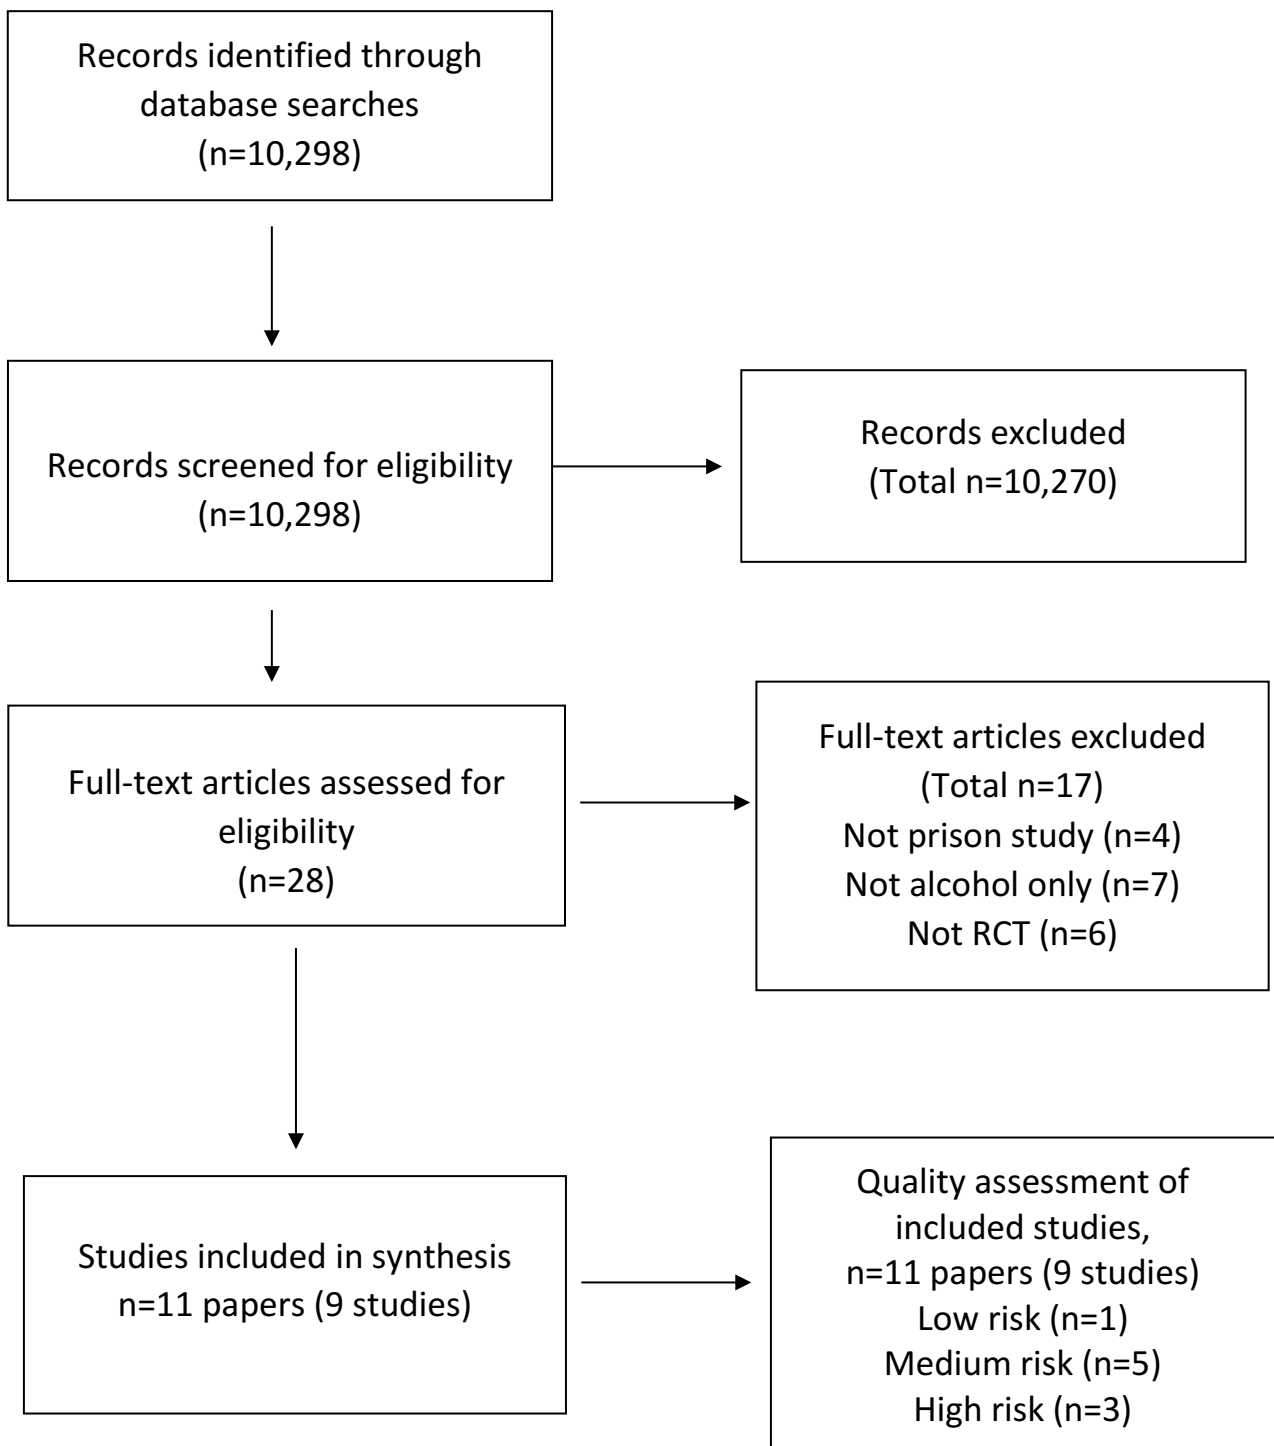 Records identified through
database searches
(n=10,298)
Records screened for eligibility
(n=10,298)
Records excluded
(Total n=10,270)
Full-text articles assessed for
eligibility
(n=28)
Full-text articles excluded
(Total n=17)
Not prison study (n=4)
Not alcohol only (n=7)
Not RCT (n=6)
Studies included in synthesis
n=11 papers (9 studies)
Quality assessment of
included studies,
n=11 papers (9 studies)
Low risk (n=1)
Medium risk (n=5)
High risk (n=3)